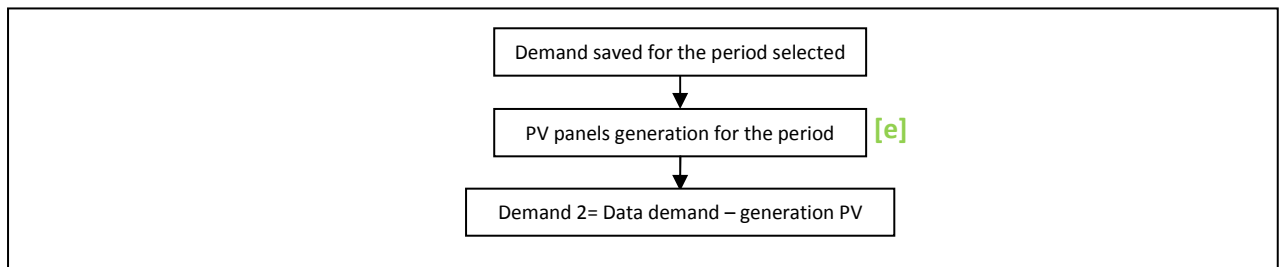 Demand saved for the period selected
PV panels generation for the period
[e]
Demand 2= Data demand – generation PV